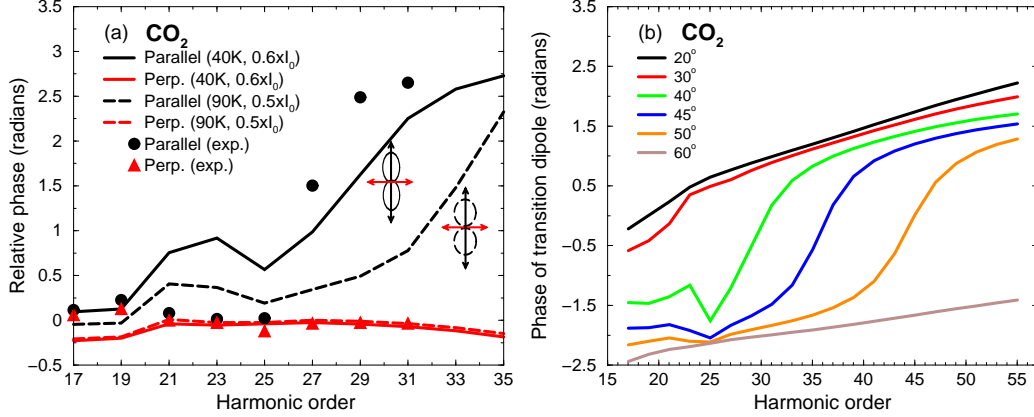 (a) CO₂
Parallel (40K, 0.6xI₀)
Perp. (40K, 0.6xI₀)
Parallel (90K, 0.5xI₀)
Perp. (90K, 0.5xI₀)
Parallel (exp.)
Perp. (exp.)
Relative phase (radians)
3.5
3
2.5
2
1.5
1
0.5
0
−0.5
17 19 21 23 25 27 29 31 33 35
Harmonic order
(b) CO₂
20°
30°
40°
45°
50°
60°
Phase of transition dipole (radians)
3.5
2.5
1.5
0.5
−0.5
−1.5
−2.5
15 20 25 30 35 40 45 50 55
Harmonic order